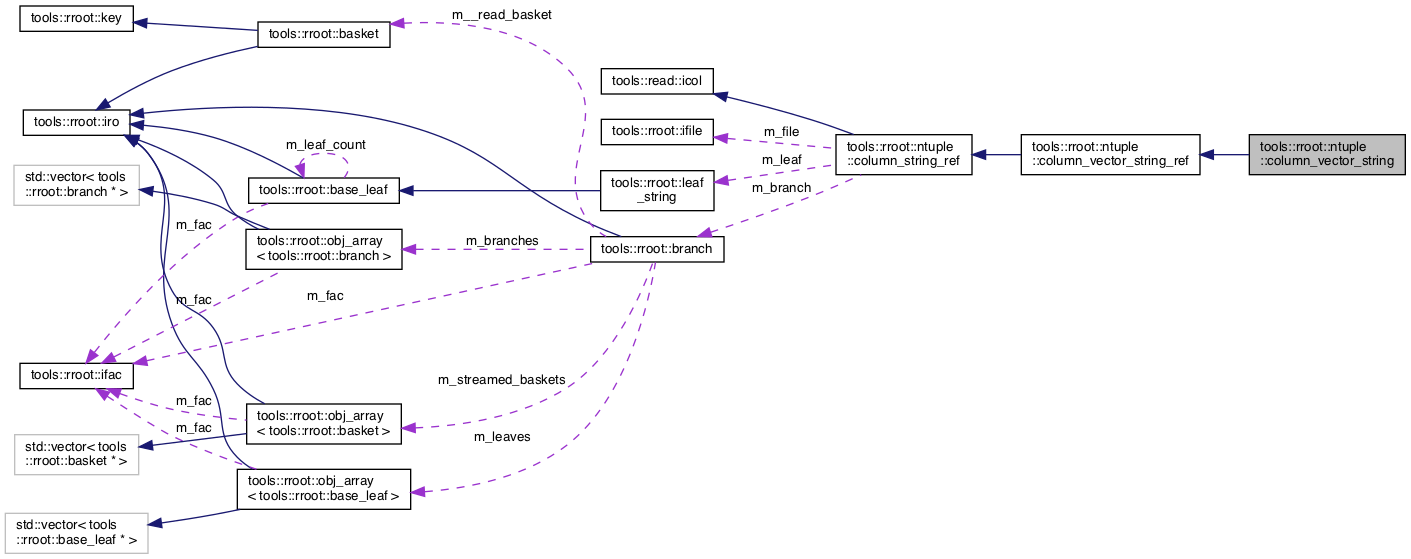 tools::rroot::key
tools::rroot::basket
m__read_basket
tools::read::icol
tools::rroot::iro
tools::rroot::ifile
m_file
m_leaf_count
tools::rroot::ntuple
::column_string_ref
tools::rroot::ntuple
::column_vector_string_ref
tools::rroot::ntuple
::column_vector_string
m_leaf
std::vector< tools
::rroot::branch * >
tools::rroot::base_leaf
tools::rroot::leaf
_string
m_branch
m_fac
tools::rroot::obj_array
< tools::rroot::branch >
m_branches
tools::rroot::branch
m_fac
m_fac
tools::rroot::ifac
m_streamed_baskets
m_fac
tools::rroot::obj_array
< tools::rroot::basket >
m_fac
m_leaves
std::vector< tools
::rroot::basket * >
tools::rroot::obj_array
< tools::rroot::base_leaf >
std::vector< tools
::rroot::base_leaf * >